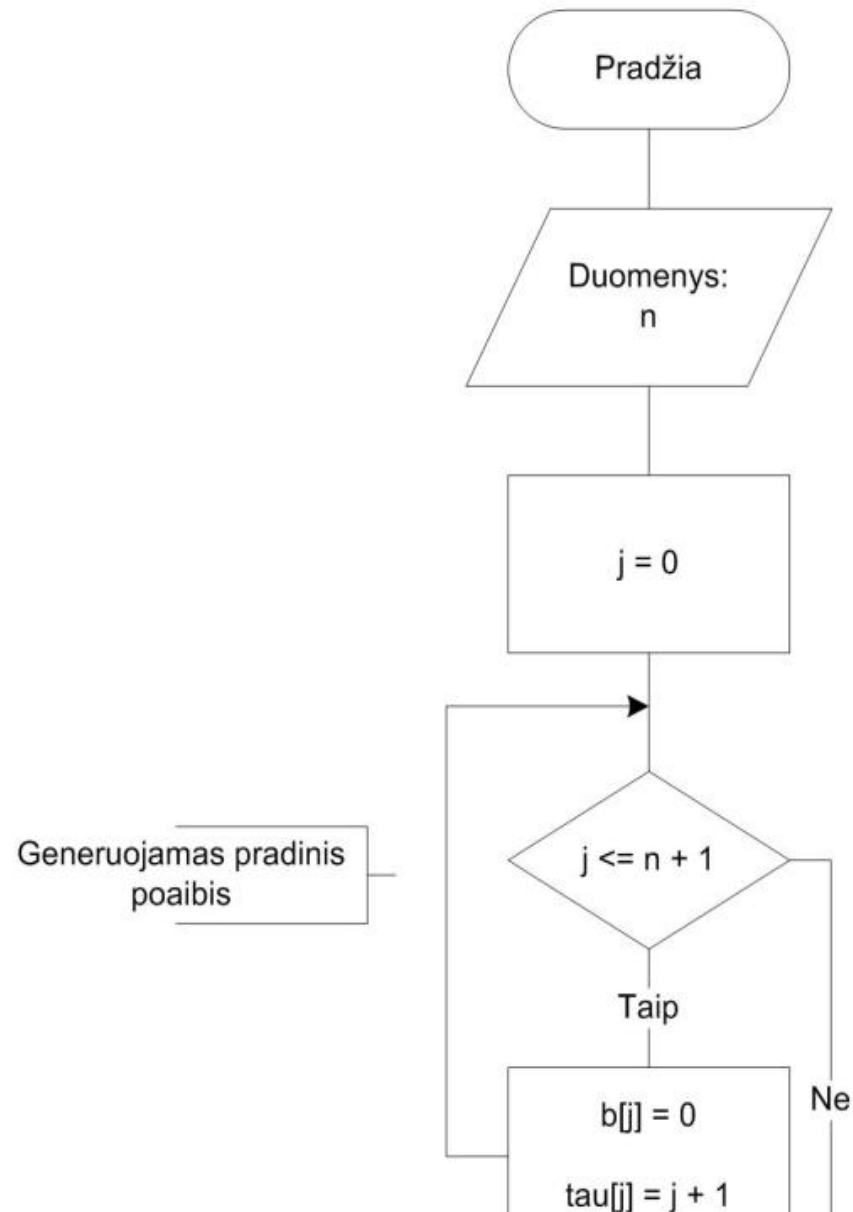 Pradžia
Duomenys:
n
j = 0
j <= n + 1
Generuojamas pradinis
poaibis
Taip
Ne
b[j] = 0
tau[j] = j + 1